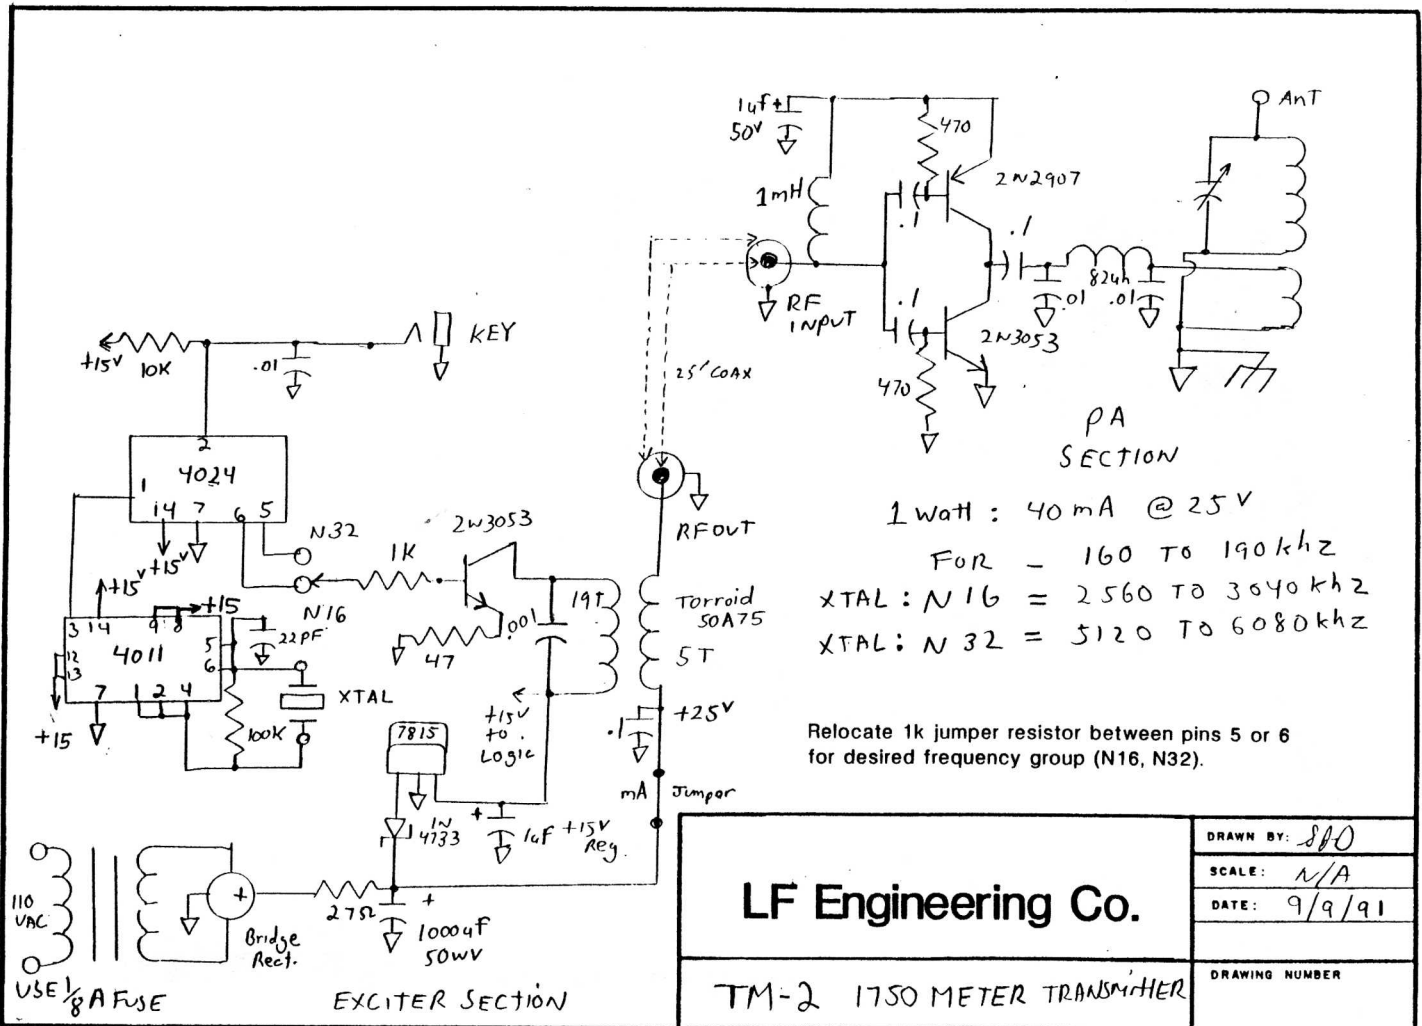 1uf +
50V
470
2N2907
1mH
.1
.1
AnT
RF
INPUT
.1
2N3053
470
82uh
.01
.01
PA
SECTION
+15V
10K
.01
KEY
25' COAX
2
4024
1
14 7 6 5
+15V
N32
N16
1K
2N3053
47
.001
19T
RFOUT
Torroid
50A75
5T
+15V
+15
3 14 9 8
5
6
12
13
4011
7 1 2 4
+15
22PF
100K
XTAL
+15V
to
Logic
7815
1N
4733
+
1uF
+15V
Reg.
.1
+25V
mA Jumper
110
VAC
USE 1/8 A FUSE
Bridge
Rect.
+
27Ω
+
1000uf
50WV
EXCITER SECTION
1 Watt : 40 mA @ 25 V
FOR – 160 TO 190 khz
XTAL : N 16 = 2560 TO 3040 khz
XTAL : N 32 = 5120 TO 6080 khz
Relocate 1k jumper resistor between pins 5 or 6
for desired frequency group (N16, N32).
LF Engineering Co.
TM-2 1750 METER TRANSMITTER
DRAWN BY:
SCALE: N/A
DATE: 9/9/91
DRAWING NUMBER